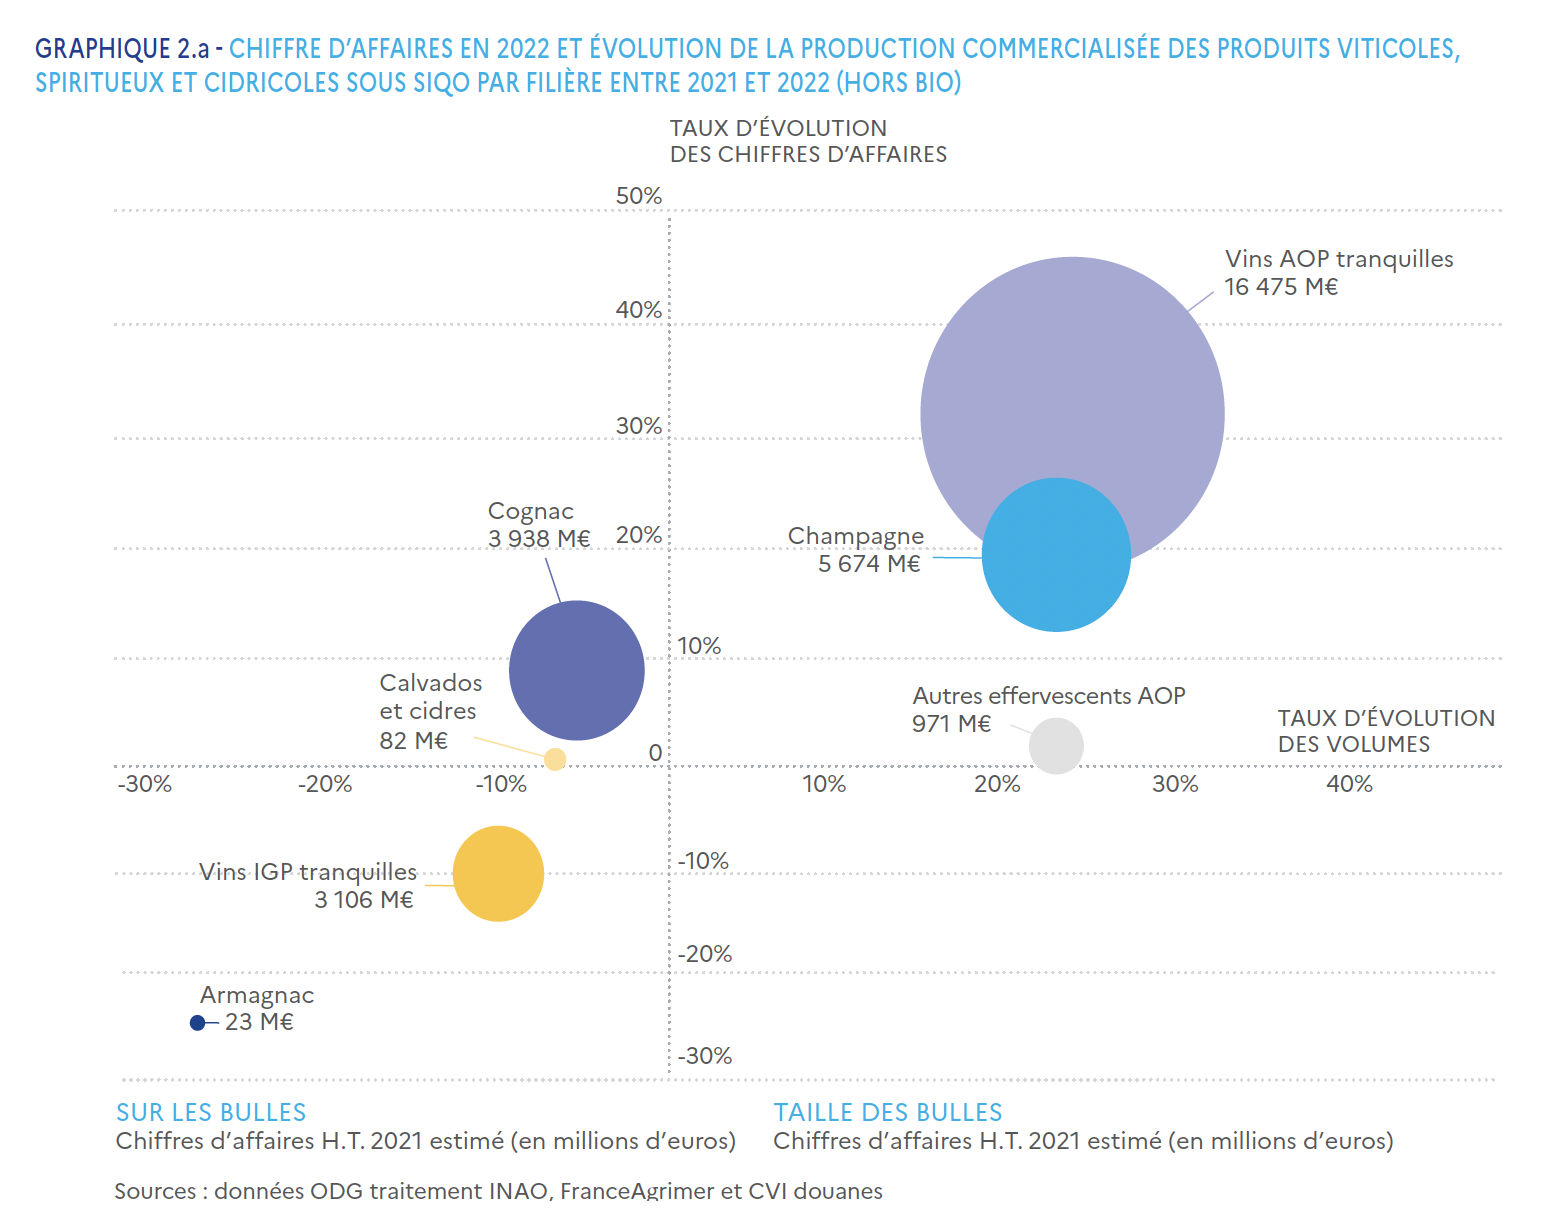 GRAPHIQUE 2.a - CHIFFRE D’AFFAIRES EN 2022 ET ÉVOLUTION DE LA PRODUCTION COMMERCIALISÉE DES PRODUITS VITICOLES,
SPIRITUEUX ET CIDRICOLES SOUS SIQO PAR FILIÈRE ENTRE 2021 ET 2022 (HORS BIO)
TAUX D’ÉVOLUTION
DES CHIFFRES D’AFFAIRES
50%
Vins AOP tranquilles
16 475 M€
40%
30%
Cognac
3 938 M€
20%
Champagne
5 674 M€
10%
Calvados
et cidres
82 M€
Autres effervescents AOP
971 M€
TAUX D’ÉVOLUTION
DES VOLUMES
0
-30%
-20%
-10%
10%
20%
30%
40%
-10%
Vins IGP tranquilles
3 106 M€
-20%
Armagnac
23 M€
-30%
SUR LES BULLES
Chiffres d’affaires H.T. 2021 estimé (en millions d’euros)
TAILLE DES BULLES
Chiffres d’affaires H.T. 2021 estimé (en millions d’euros)
Sources : données ODG traitement INAO, FranceAgrimer et CVI douanes